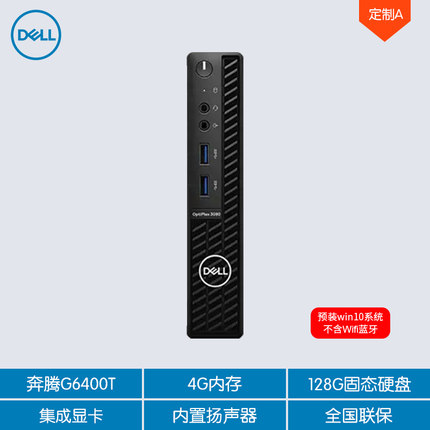 DELL
定制A
OptiPlex 3080
DELL
预装win10系统
不含Wifi蓝牙
奔腾G6400T
4G内存
128G固态硬盘
集成显卡
内置扬声器
全国联保